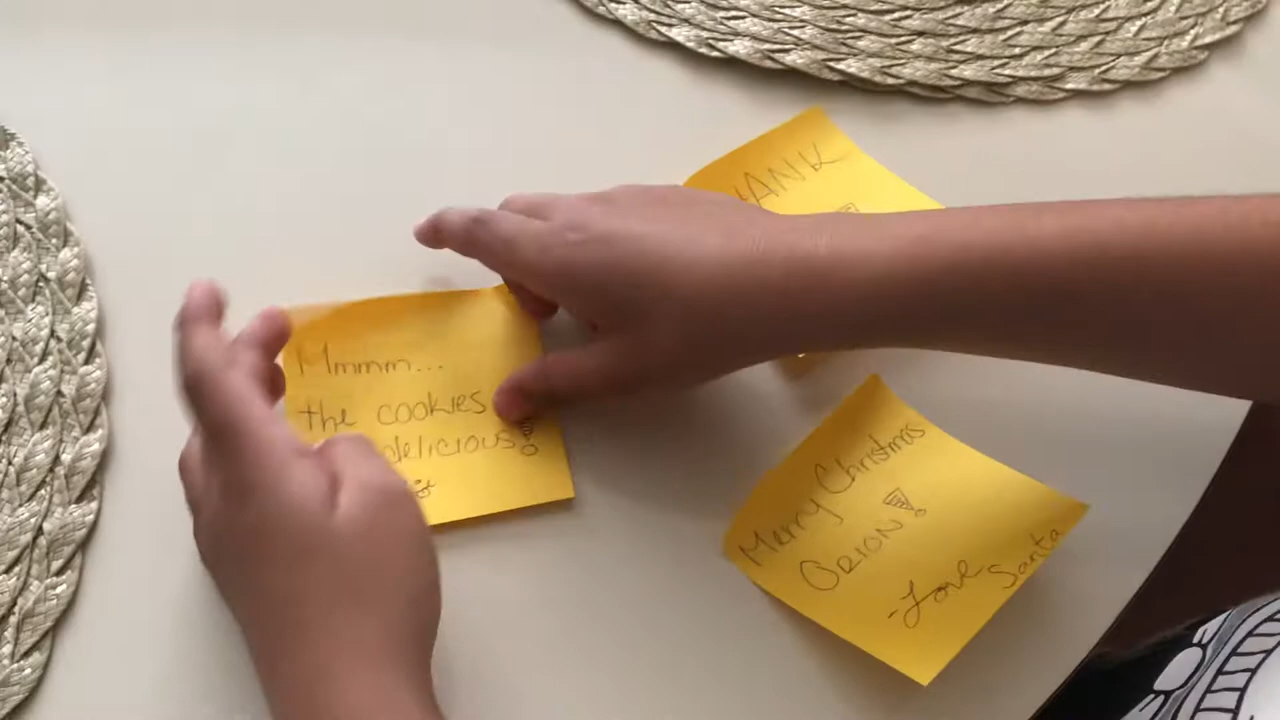 Mmmm...
the cookies
delicious!
HANK
Merry Christmas
ORION!
-Love Santa